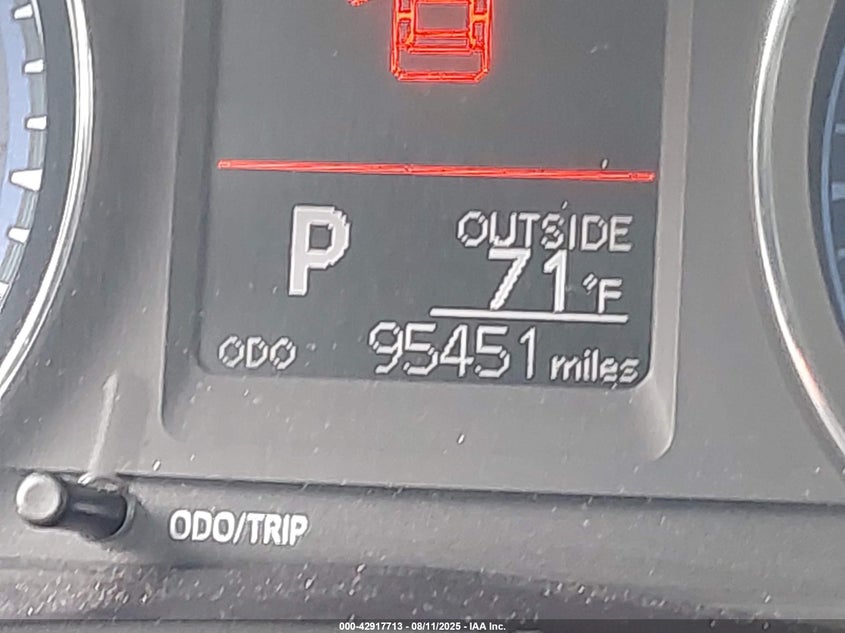 P
OUTSIDE
71°F
ODO 95451 miles
ODO/TRIP
000-42917713 - 08/11/2025 - IAA Inc.